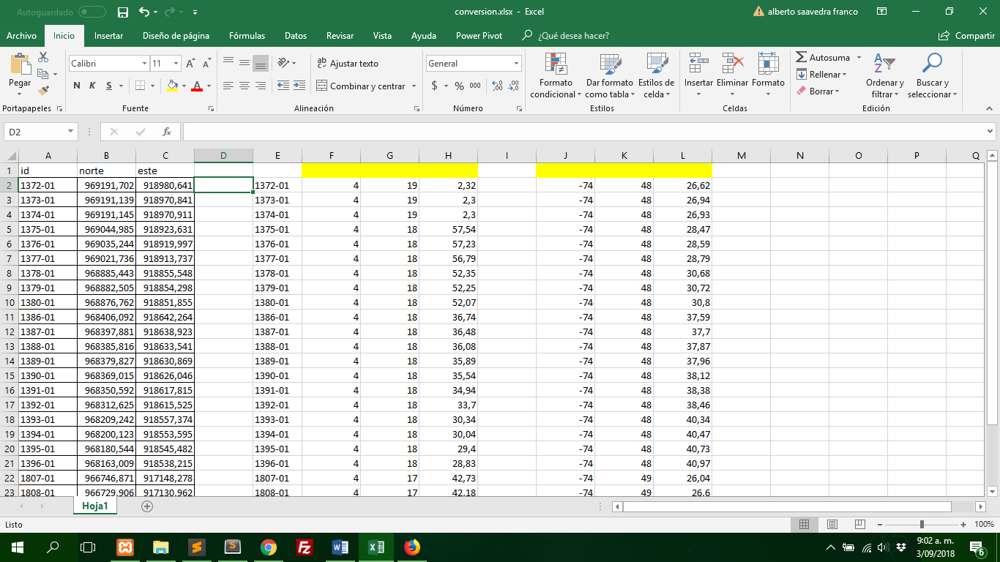 Autoguardado
conversion.xlsx - Excel
alberto saavedra franco
Archivo Inicio Insertar Diseño de página Fórmulas Datos Revisar Vista Ayuda Power Pivot ¿Qué desea hacer? Compartir
Pegar
Calibri 11
N K S
Ajustar texto
Combinar y centrar
General
$ % 000
Formato condicional
Dar formato como tabla
Estilos de celda
Insertar Eliminar Formato
Autosuma
Rellenar
Borrar
Ordenar y filtrar
Buscar y seleccionar
Portapapeles Fuente Alineación Número Estilos Celdas Edición
D2 fx
A B C D E F G H I J K L M N O P Q
1 id norte este
2 1372-01 969191,702 918980,641 1372-01 4 19 2,32 -74 48 26,62
3 1373-01 969191,139 918970,841 1373-01 4 19 2,3 -74 48 26,94
4 1374-01 969191,145 918970,911 1374-01 4 19 2,3 -74 48 26,93
5 1375-01 969044,985 918923,631 1375-01 4 18 57,54 -74 48 28,47
6 1376-01 969035,244 918919,997 1376-01 4 18 57,23 -74 48 28,59
7 1377-01 969021,736 918913,737 1377-01 4 18 56,79 -74 48 28,79
8 1378-01 968885,443 918855,548 1378-01 4 18 52,35 -74 48 30,68
9 1379-01 968882,505 918854,298 1379-01 4 18 52,25 -74 48 30,72
10 1380-01 968876,762 918851,855 1380-01 4 18 52,07 -74 48 30,8
11 1386-01 968406,092 918642,264 1386-01 4 18 36,74 -74 48 37,59
12 1387-01 968397,881 918638,923 1387-01 4 18 36,48 -74 48 37,7
13 1388-01 968385,816 918633,541 1388-01 4 18 36,08 -74 48 37,87
14 1389-01 968379,827 918630,869 1389-01 4 18 35,89 -74 48 37,96
15 1390-01 968369,015 918626,046 1390-01 4 18 35,54 -74 48 38,12
16 1391-01 968350,592 918617,815 1391-01 4 18 34,94 -74 48 38,38
17 1392-01 968312,625 918615,525 1392-01 4 18 33,7 -74 48 38,46
18 1393-01 968209,242 918557,374 1393-01 4 18 30,34 -74 48 40,34
19 1394-01 968200,123 918553,595 1394-01 4 18 30,04 -74 48 40,47
20 1395-01 968180,544 918545,482 1395-01 4 18 29,4 -74 48 40,73
21 1396-01 968163,009 918538,215 1396-01 4 18 28,83 -74 48 40,97
22 1807-01 966746,871 917148,278 1807-01 4 17 42,73 -74 49 26,04
23 1808-01 966729,906 917130,962 1808-01 4 17 42,18 -74 49 26,6
Hoja1
Listo
100%
9:02 a. m.
3/09/2018
6